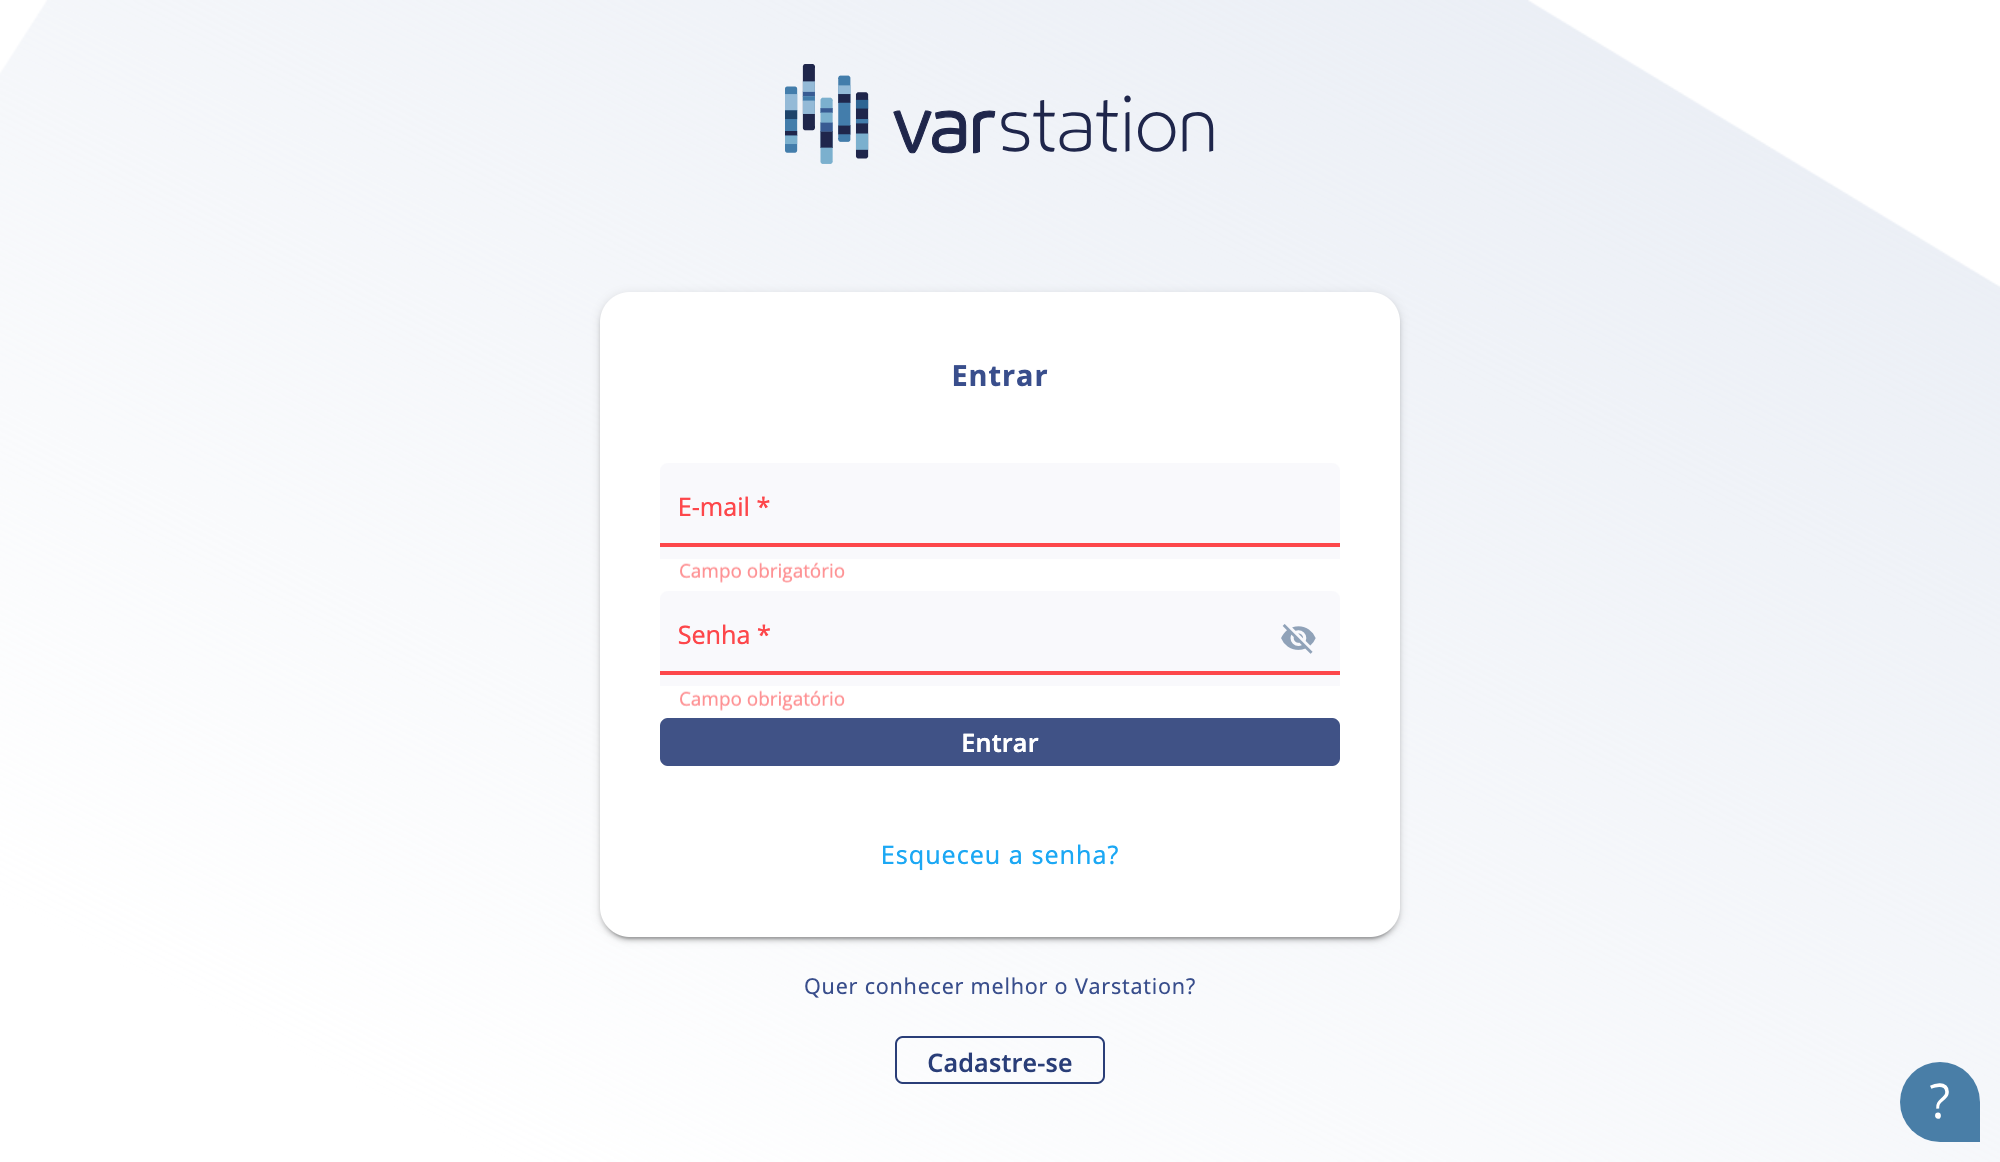 varstation
Entrar
E-mail *
Campo obrigatório
Senha *
Campo obrigatório
Entrar
Esqueceu a senha?
Quer conhecer melhor o Varstation?
Cadastre-se
?